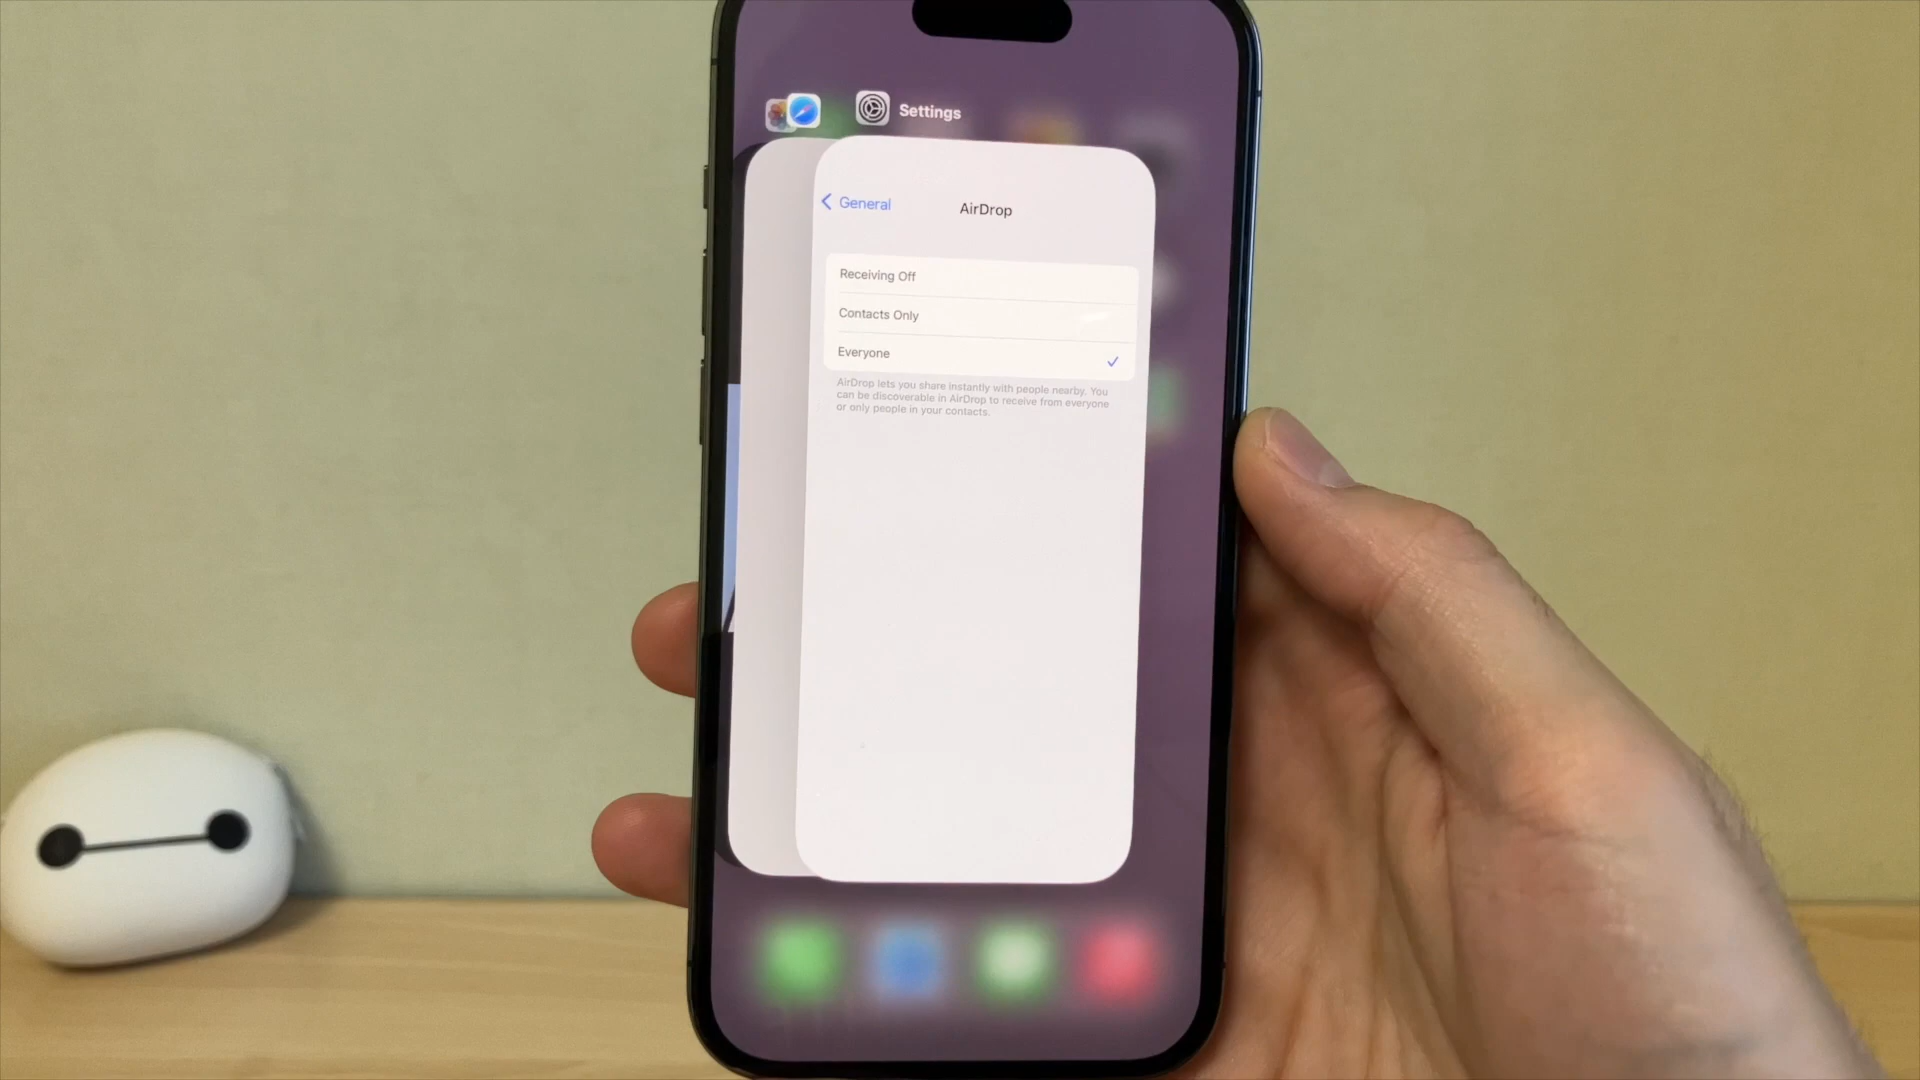 Settings
General
AirDrop
Receiving Off
Contacts Only
Everyone
AirDrop lets you share instantly with people nearby. You
can be discoverable in AirDrop to receive from everyone
or only people in your contacts.